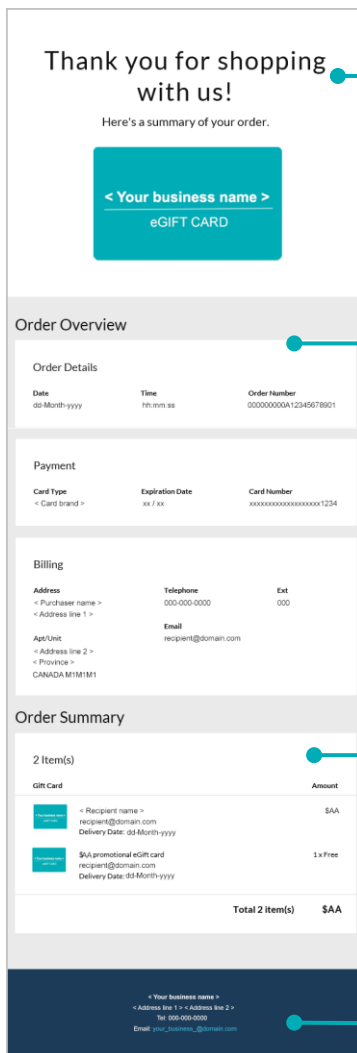 Thank you for shopping
with us!
Here's a summary of your order.
< Your business name >
eGIFT CARD
Order Overview
Order Details
Date Time Order Number
dd-Month-yyyy hh:mm:ss 000000000A12345678901
Payment
Card Type Expiration Date Card Number
< Card brand > xx / xx xxxxxxxxxxxxxxxxxxx1234
Billing
Address Telephone Ext
< Purchaser name > 000-000-0000 000
< Address line 1 >
Email
Apt/Unit recipient@domain.com
< Address line 2 >
< Province >
CANADA M1M1M1
Order Summary
2 Item(s)
Gift Card Amount
< Recipient name > $AA
recipient@domain.com
Delivery Date: dd-Month-yyyy
$AA promotional eGift card 1 x Free
recipient@domain.com
Delivery Date: dd-Month-yyyy
Total 2 item(s) $AA
< Your business name >
< Address line 1 > < Address line 2 >
Tel: 000-000-0000
Email: your_business_@domain.com